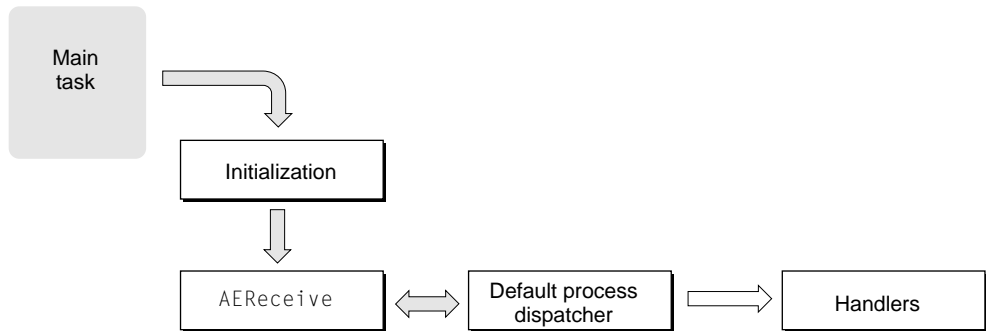 Main
task
Initialization
AEReceive
Default process
dispatcher
Handlers